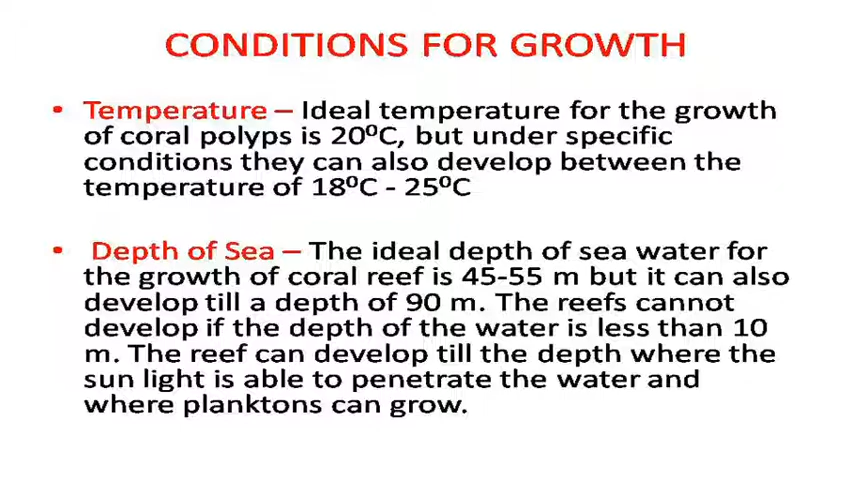 CONDITIONS FOR GROWTH
• Temperature – Ideal temperature for the growth
of coral polyps is 20⁰C, but under specific
conditions they can also develop between the
temperature of 18⁰C - 25⁰C
• Depth of Sea – The ideal depth of sea water for
the growth of coral reef is 45-55 m but it can also
develop till a depth of 90 m. The reefs cannot
develop if the depth of the water is less than 10
m. The reef can develop till the depth where the
sun light is able to penetrate the water and
where planktons can grow.